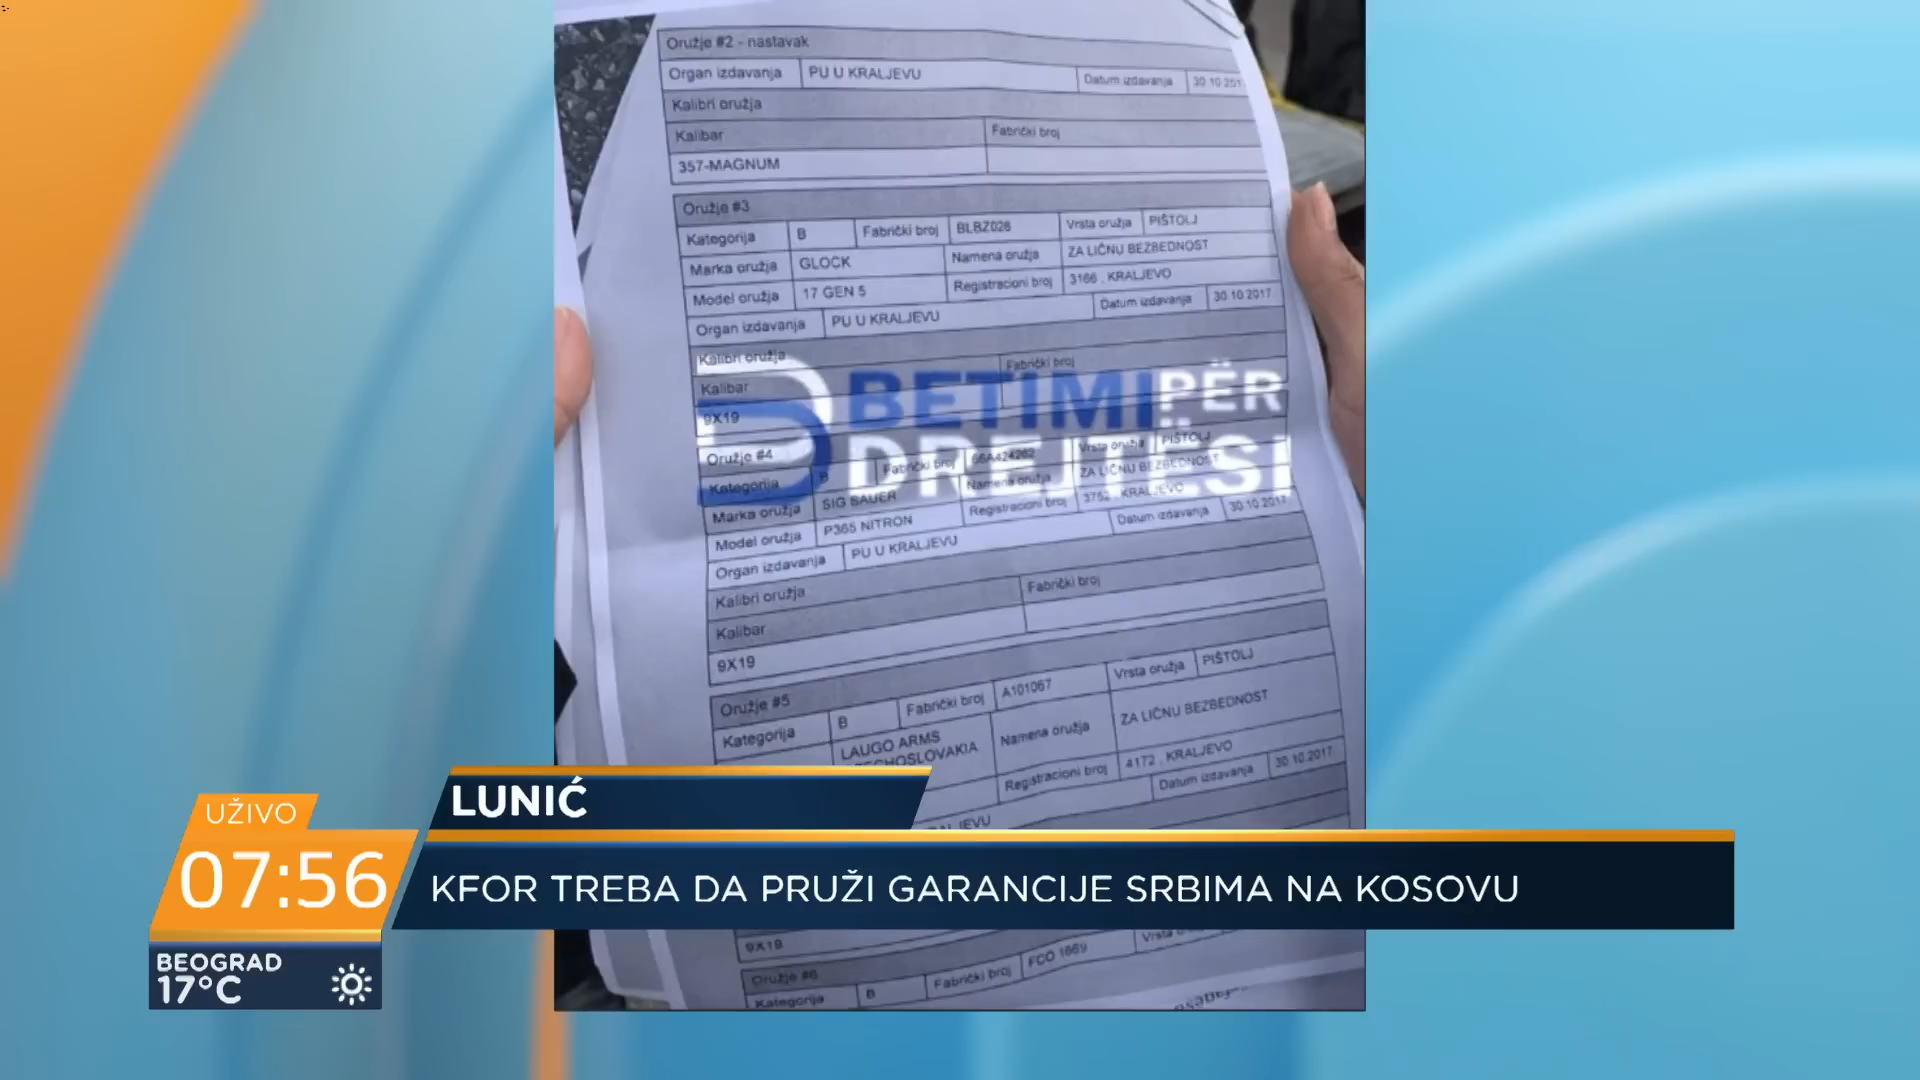 Oružje #2 - nastavak
Organ izdavanja PU U KRALJEVU Datum izdavanja 30.10.201
Kalibri oružja
Kalibar Fabrički broj
357-MAGNUM
Oružje #3
Kategorija B Fabrički broj BLBZ026 Vrsta oružja PIŠTOLJ
Marka oružja GLOCK Namena oružja ZA LIČNU BEZBEDNOST
Model oružja 17 GEN 5 Registracioni broj 3166 , KRALJEVO
Organ izdavanja PU U KRALJEVU Datum izdavanja 30.10.2017
Kalibri oružja
Kalibar Fabrički broj
9X19
BETIMI PËR
DREJTËSI
Oružje #4
Kategorija B Fabrički broj 66A424262 Vrsta oružja PIŠTOLJ
Marka oružja SIG SAUER Namena oružja ZA LIČNU BEZBEDNOST
Model oružja P365 NITRON Registracioni broj 3752 , KRALJEVO
Organ izdavanja PU U KRALJEVU Datum izdavanja 30.10.2017
Kalibri oružja
Kalibar Fabrički broj
9X19
Oružje #5
Kategorija B Fabrički broj A101067 Vrsta oružja PIŠTOLJ
LAUGO ARMS
Namena oružja ZA LIČNU BEZBEDNOST
Registracioni broj 4172 , KRALJEVO
Datum izdavanja 30.10.2017
LUNIĆ
UŽIVO
07:56
KFOR TREBA DA PRUŽI GARANCIJE SRBIMA NA KOSOVU
BEOGRAD
17°C
9X19
Oružje #6
Kategorija B Fabrički broj FCO 1669 Vrsta